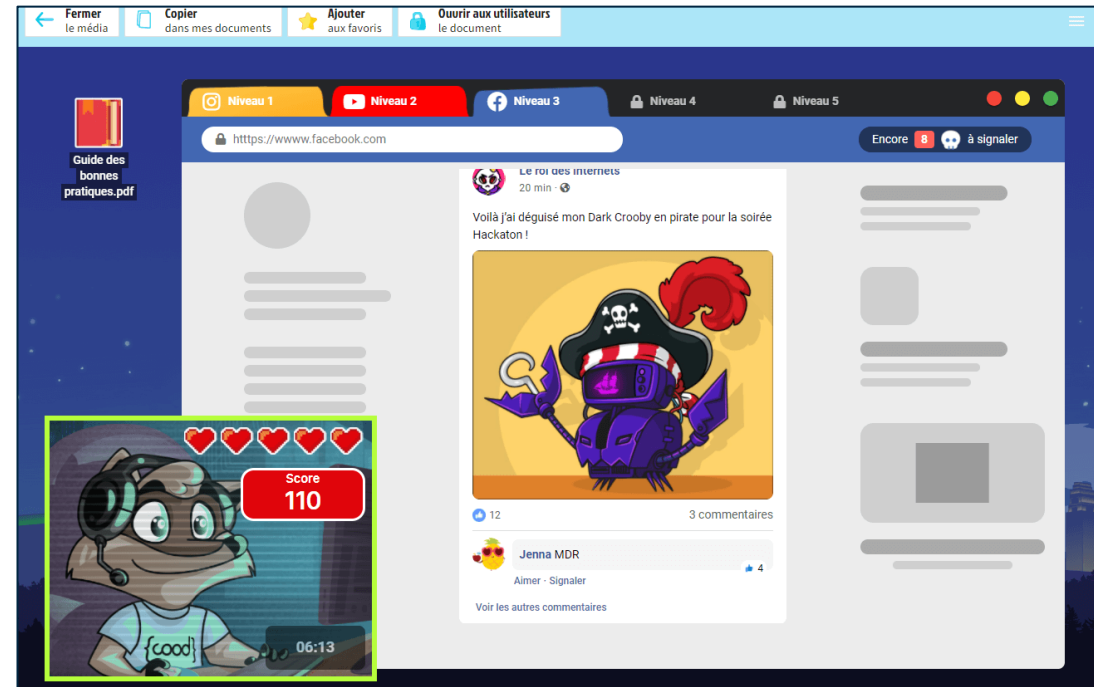 Fermer
le média
Copier
dans mes documents
Ajouter
aux favoris
Ouvrir aux utilisateurs
le document
Niveau 1
Niveau 2
Niveau 3
Niveau 4
Niveau 5
htttps://wwww.facebook.com
Encore 8 à signaler
Guide des
bonnes
pratiques.pdf
Le roi des internets
20 min ·
Voilà j'ai déguisé mon Dark Crooby en pirate pour la soirée
Hackaton !
12
3 commentaires
Jenna MDR
4
Aimer · Signaler
Voir les autres commentaires
Score
110
{cood}
06:13